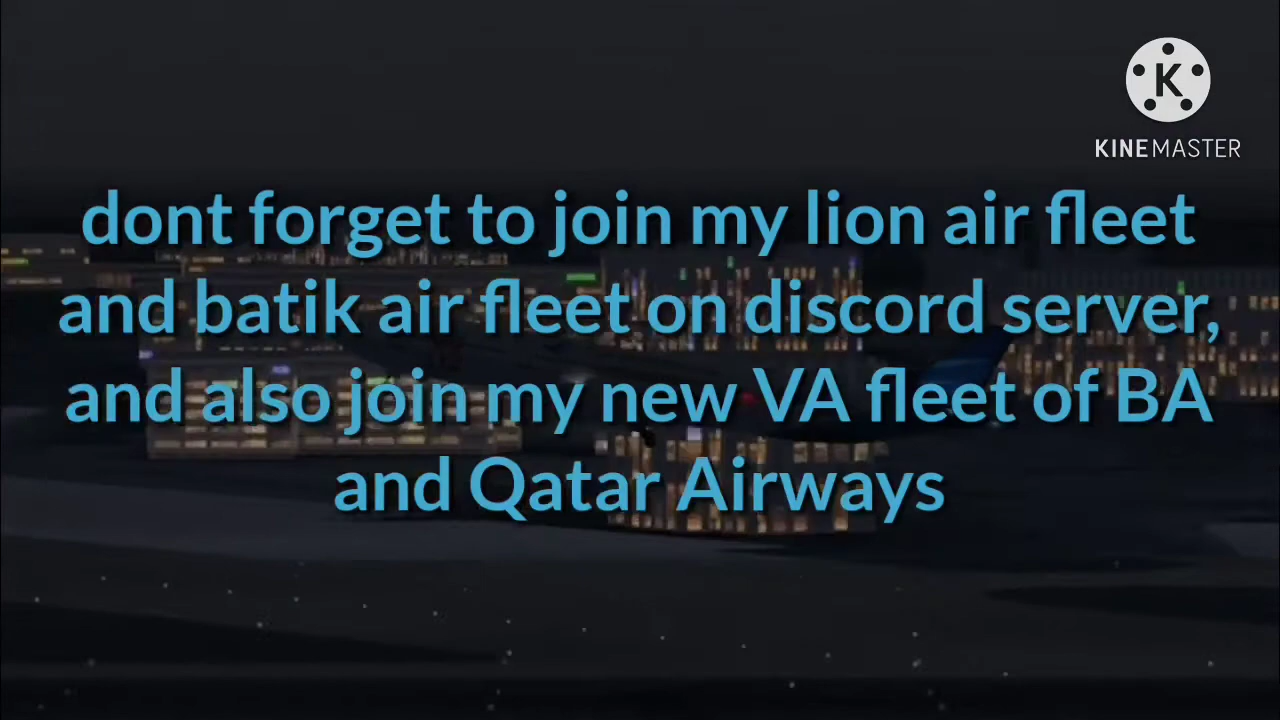 K
KINEMASTER
dont forget to join my lion air fleet
and batik air fleet on discord server,
and also join my new VA fleet of BA
and Qatar Airways